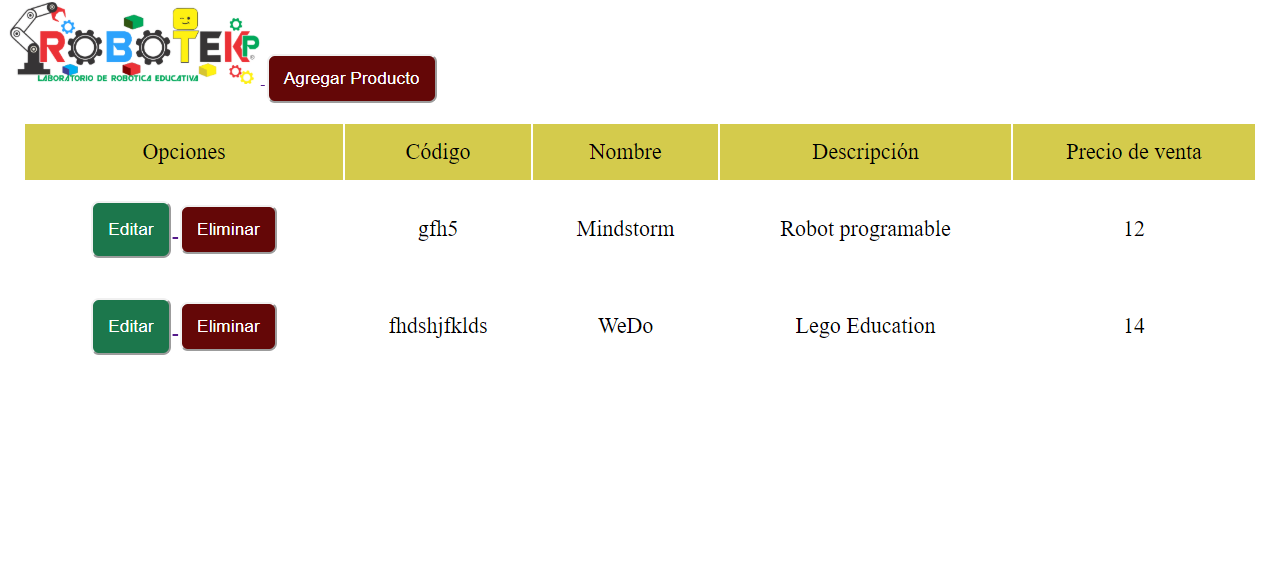 ROBOTEKP®
LABORATORIO DE ROBÓTICA EDUCATIVA
Agregar Producto
Opciones Código Nombre Descripción Precio de venta
Editar Eliminar gfh5 Mindstorm Robot programable 12
Editar Eliminar fhdshjfklds WeDo Lego Education 14